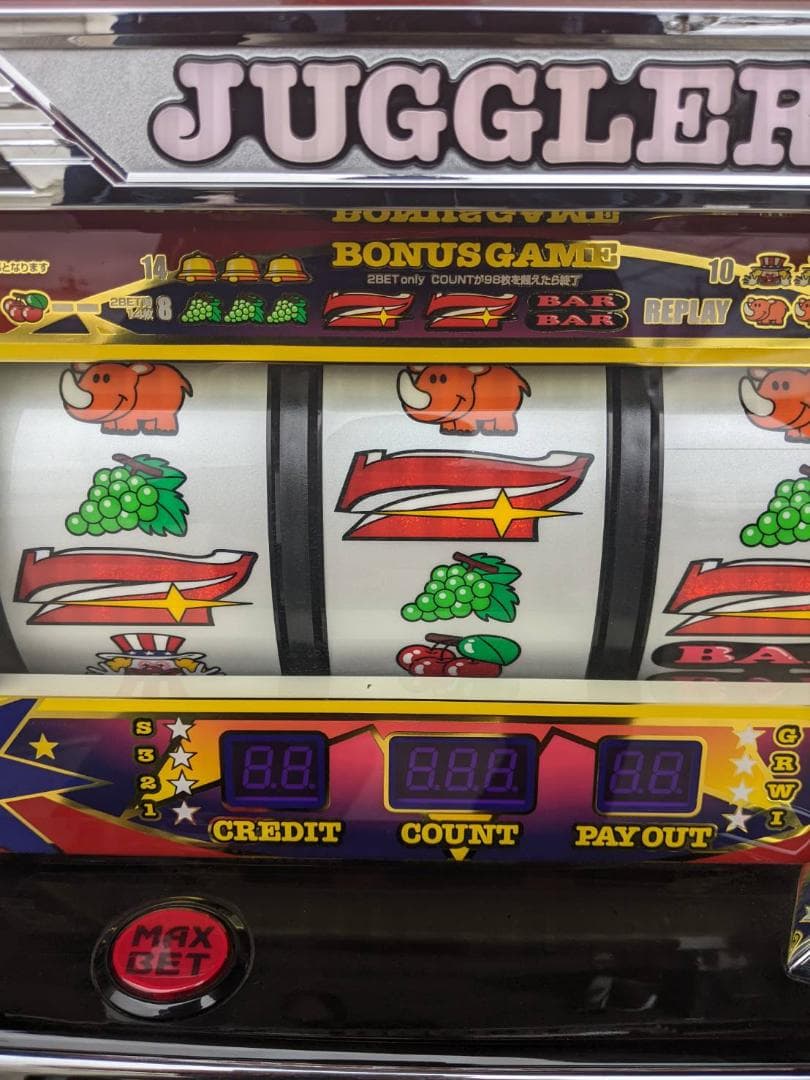 JUGGLER
BONUS GAME
2BET only COUNTが98枚を超えたら終了
となります
14
10
2BET時
14枚
8
BAR
BAR
REPLAY
BA
S
3
2
1
G
R
W
I
CREDIT
COUNT
PAY OUT
MAX
BET